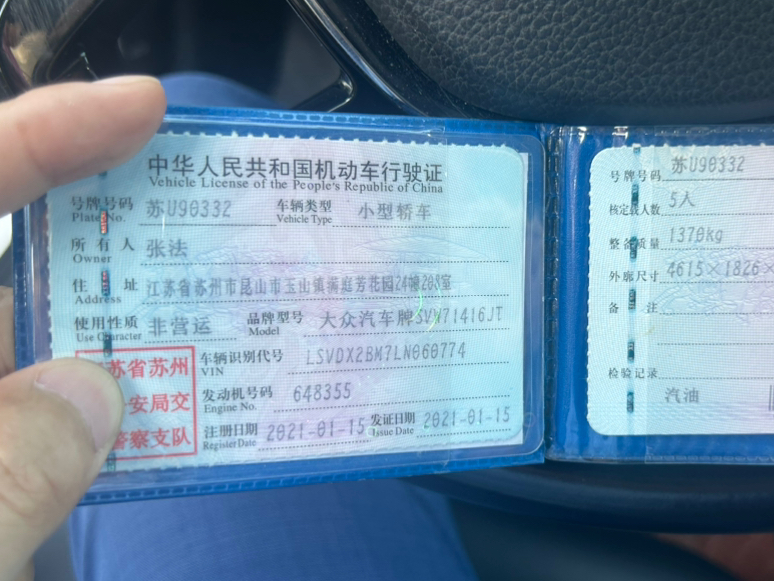 中华人民共和国机动车行驶证
Vehicle License of the People's Republic of China
号牌号码 苏U90332 车辆类型 小型轿车
Plate No. Vehicle Type
所有人 张法
Owner
住址 江苏省苏州市昆山市玉山镇满庭芳花园24幢208室
Address
使用性质 非营运 品牌型号 大众汽车牌SVW71416JT
Use Character Model
苏省苏州
安局交
警察支队
车辆识别代号 LSVDX2BM7LN060774
VIN
发动机号码 648355
Engine No.
注册日期 2021-01-15 发证日期 2021-01-15
Register Date Issue Date
号牌号码 苏U90332
核定载人数 5人
整备质量 1370kg
外廓尺寸 4615×1826×
备注
检验记录
汽油